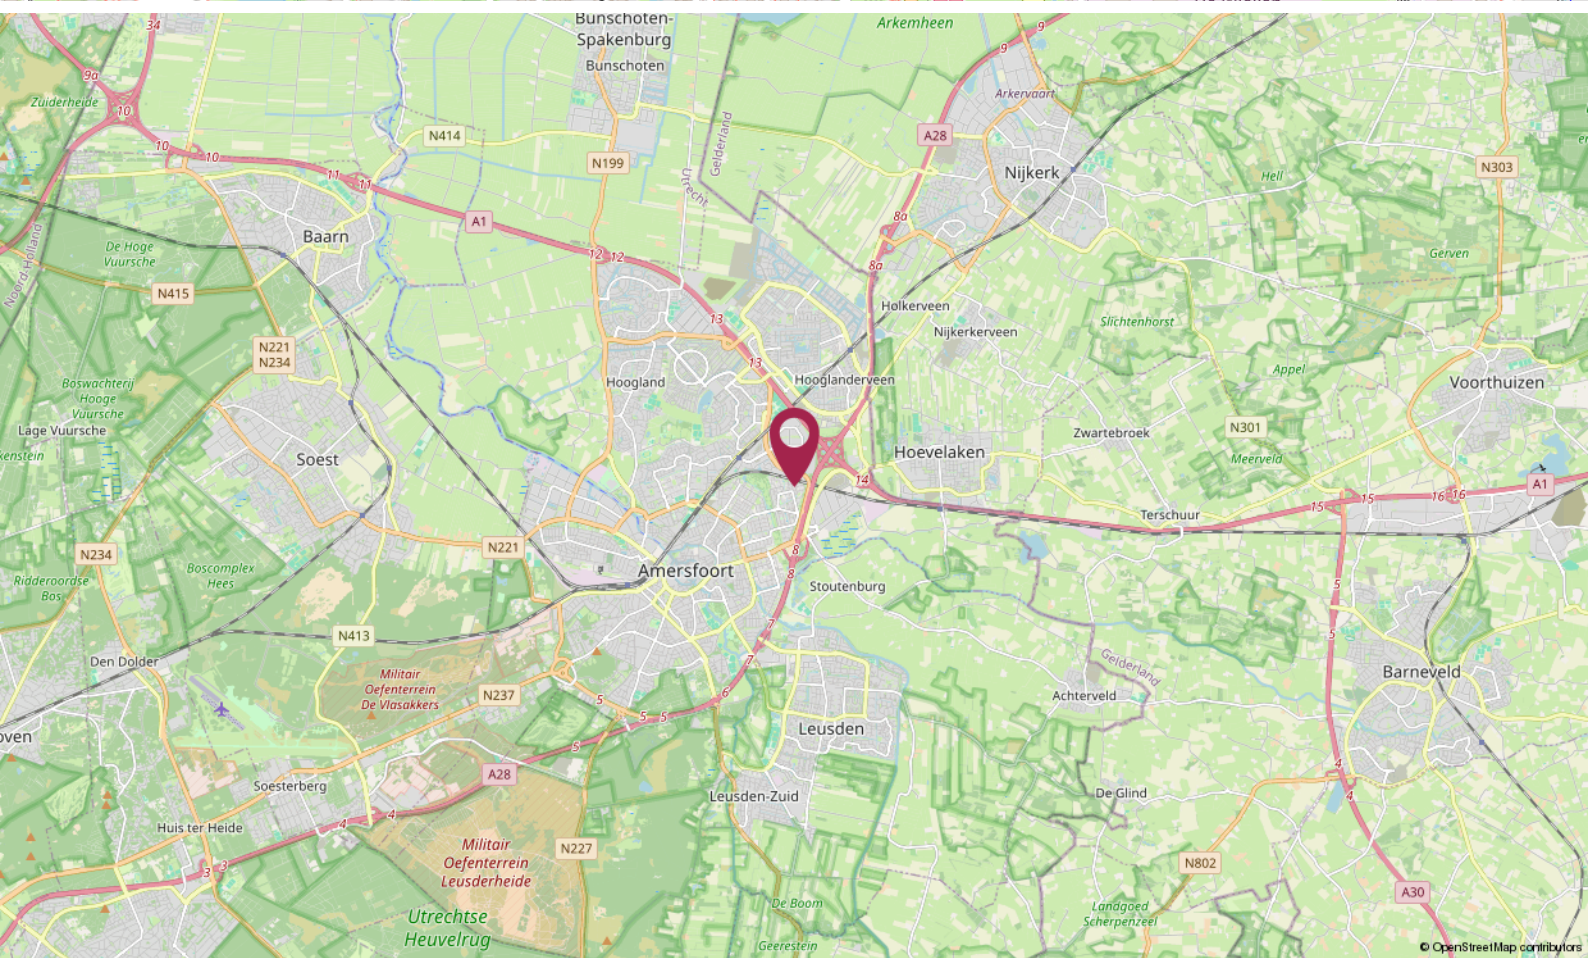 Bunschoten-
Spakenburg
Bunschoten
Arkemheen
34
9
9
9a
Zuiderheide
10
Arkervaart
A28
N414
N199
Gelderland
Utrecht
10
10
11
11
Nijkerk
N303
Hell
A1
8a
Baarn
De Hoge
Vuursche
Noord-Holland
12
12
8a
Gerven
N415
Holkerveen
Nijkerkerveen
Slichtenhorst
13
N221
N234
13
Hoogland
Hooglanderveen
Appel
Voorthuizen
Boswachterij
Hooge
Vuursche
Lage Vuursche
kenstein
Soest
Hoevelaken
Zwartebroek
N301
Meerveld
14
A1
15
15
16
16
Terschuur
N234
N221
8
8
Amersfoort
Stoutenburg
Ridderoordse
Bos
Boscomplex
Hees
5
5
N413
7
7
Den Dolder
Gelderland
Barneveld
Militair
Oefenterrein
De Vlasakkers
N237
6
5
5
5
5
Achterveld
oven
Leusden
A28
Soesterberg
Leusden-Zuid
De Glind
4
4
4
4
Huis ter Heide
3
3
Militair
Oefenterrein
Leusderheide
N227
N802
A30
De Boom
Landgoed
Scherpenzeel
Utrechtse
Heuvelrug
Geerestein
© OpenStreetMap contributors